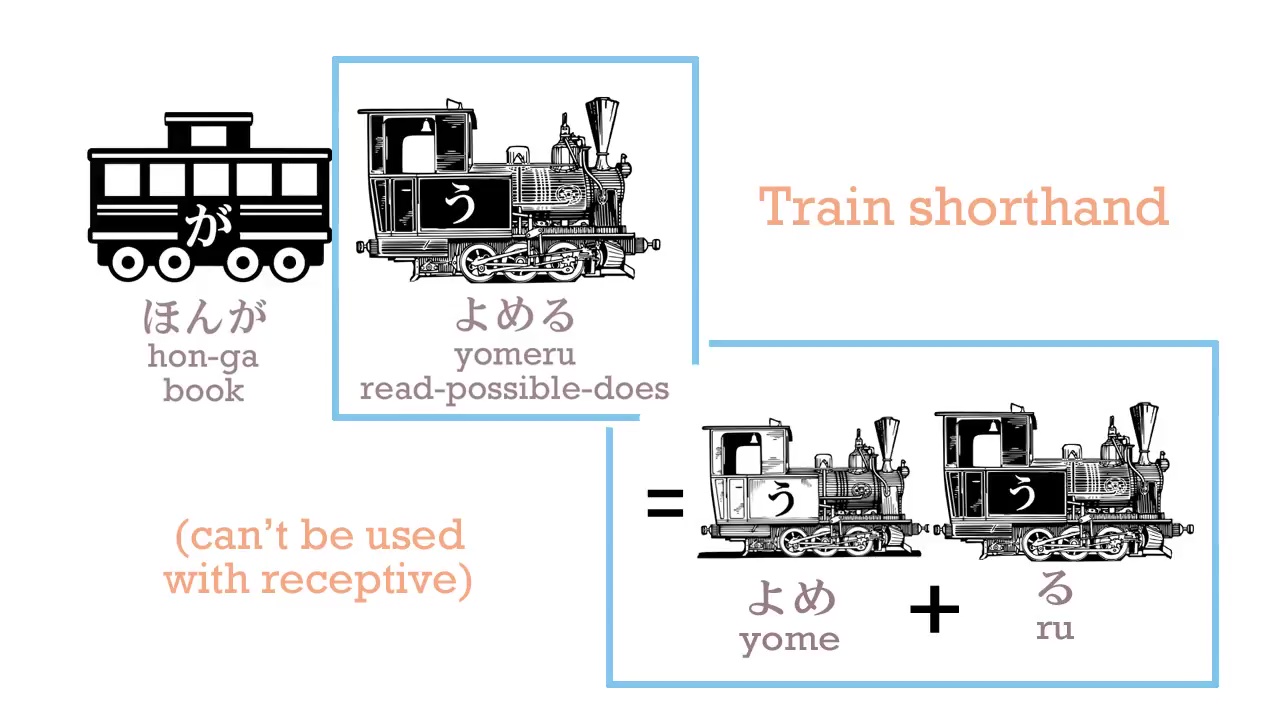 が
う
ほんが
hon-ga
book
よめる
yomeru
read-possible-does
Train shorthand
(can't be used
with receptive)
=
う
う
よめ
yome
+
る
ru